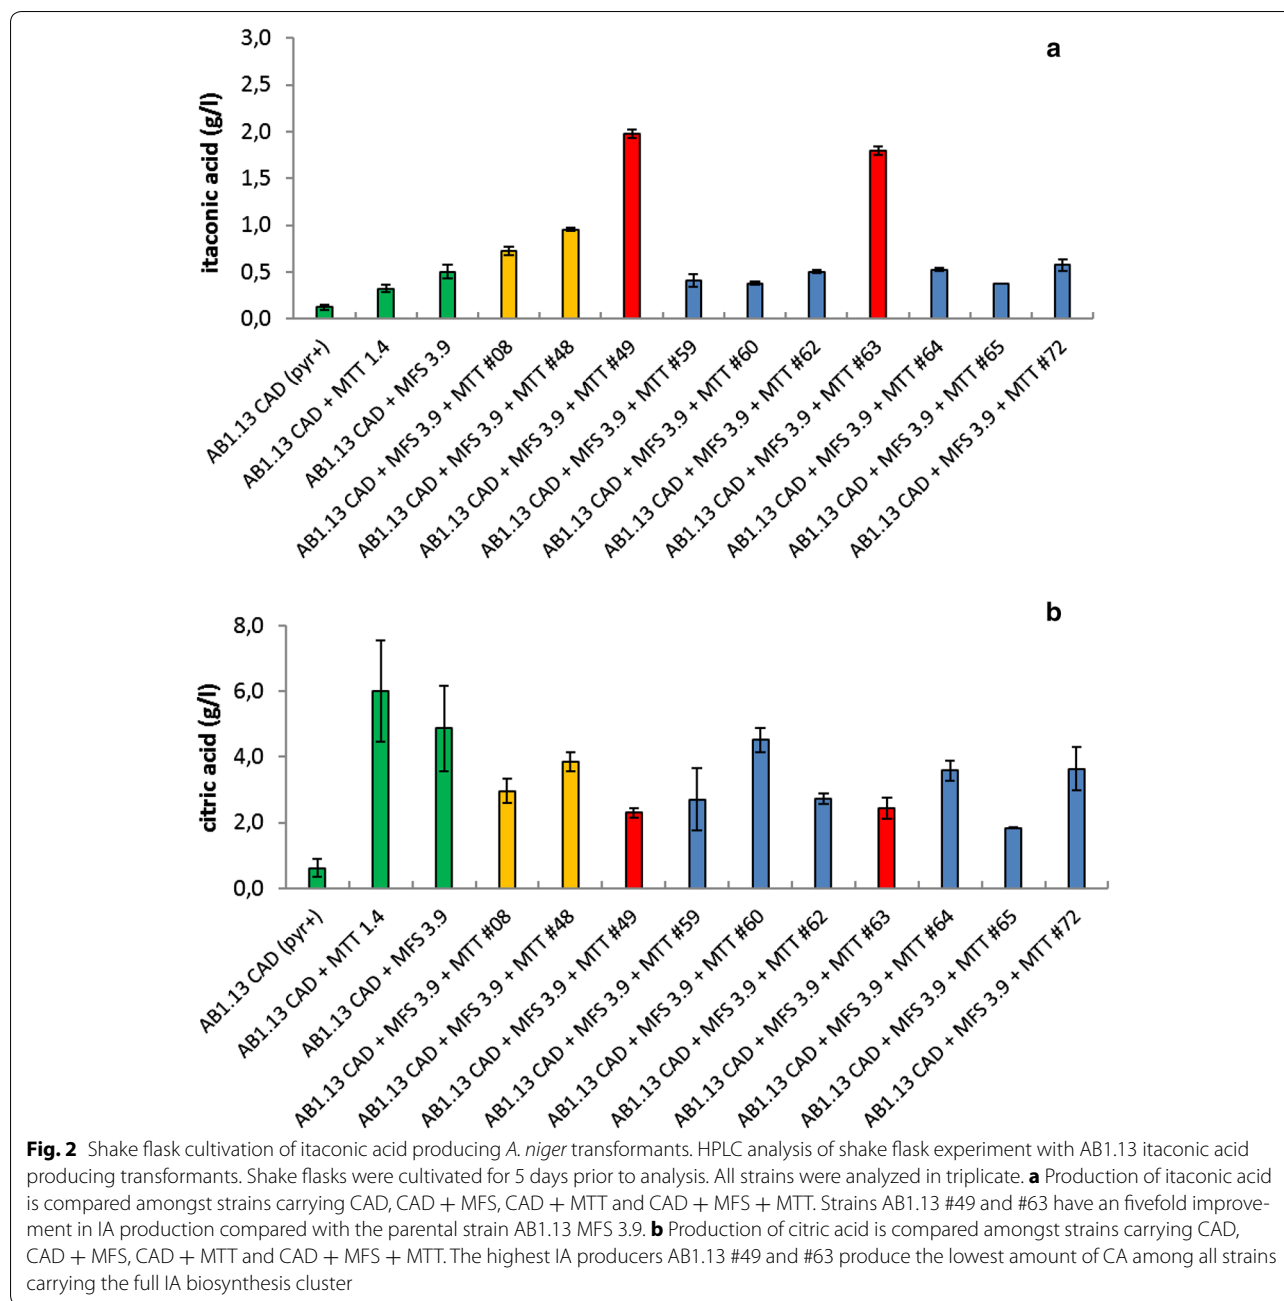 a
3,0
2,5
2,0
1,5
1,0
0,5
0,0
itaconic acid (g/l)
AB1.13 CAD (pyr+)
AB1.13 CAD + MTT 1.4
AB1.13 CAD + MFS 3.9
AB1.13 CAD + MFS 3.9 + MTT #08
AB1.13 CAD + MFS 3.9 + MTT #48
AB1.13 CAD + MFS 3.9 + MTT #49
AB1.13 CAD + MFS 3.9 + MTT #59
AB1.13 CAD + MFS 3.9 + MTT #60
AB1.13 CAD + MFS 3.9 + MTT #62
AB1.13 CAD + MFS 3.9 + MTT #63
AB1.13 CAD + MFS 3.9 + MTT #64
AB1.13 CAD + MFS 3.9 + MTT #65
AB1.13 CAD + MFS 3.9 + MTT #72
b
8,0
6,0
4,0
2,0
0,0
citric acid (g/l)
AB1.13 CAD (pyr+)
AB1.13 CAD + MTT 1.4
AB1.13 CAD + MFS 3.9
AB1.13 CAD + MFS 3.9 + MTT #08
AB1.13 CAD + MFS 3.9 + MTT #48
AB1.13 CAD + MFS 3.9 + MTT #49
AB1.13 CAD + MFS 3.9 + MTT #59
AB1.13 CAD + MFS 3.9 + MTT #60
AB1.13 CAD + MFS 3.9 + MTT #62
AB1.13 CAD + MFS 3.9 + MTT #63
AB1.13 CAD + MFS 3.9 + MTT #64
AB1.13 CAD + MFS 3.9 + MTT #65
AB1.13 CAD + MFS 3.9 + MTT #72
Fig. 2 Shake flask cultivation of itaconic acid producing A. niger transformants. HPLC analysis of shake flask experiment with AB1.13 itaconic acid
producing transformants. Shake flasks were cultivated for 5 days prior to analysis. All strains were analyzed in triplicate. a Production of itaconic acid
is compared amongst strains carrying CAD, CAD + MFS, CAD + MTT and CAD + MFS + MTT. Strains AB1.13 #49 and #63 have an fivefold improve-
ment in IA production compared with the parental strain AB1.13 MFS 3.9. b Production of citric acid is compared amongst strains carrying CAD,
CAD + MFS, CAD + MTT and CAD + MFS + MTT. The highest IA producers AB1.13 #49 and #63 produce the lowest amount of CA among all strains
carrying the full IA biosynthesis cluster